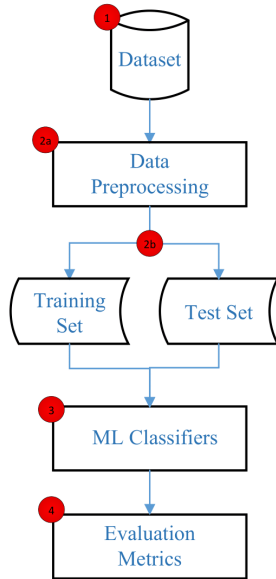 1
Dataset
2a
Data
Preprocessing
2b
Training
Set
Test Set
3
ML Classifiers
4
Evaluation
Metrics